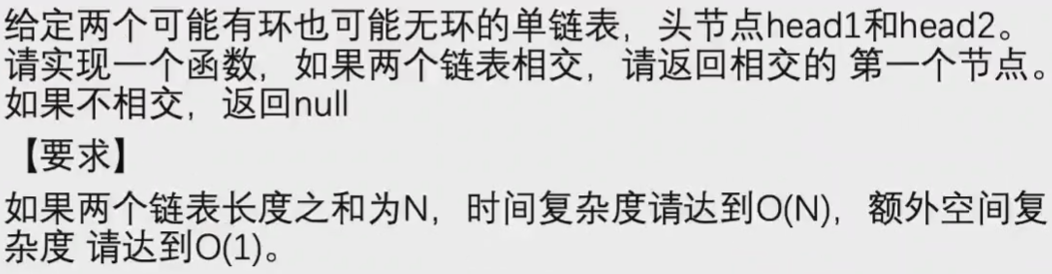 给定两个可能有环也可能无环的单链表，头节点head1和head2。
请实现一个函数，如果两个链表相交，请返回相交的 第一个节点。
如果不相交，返回null
【要求】
如果两个链表长度之和为N，时间复杂度请达到O(N)，额外空间复
杂度 请达到O(1)。